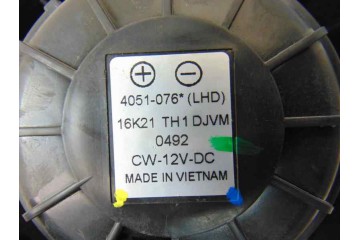 ⊕ ⊖
4051-076* (LHD)
16K21 TH1 DJVM
0492
CW-12V-DC
MADE IN VIETNAM